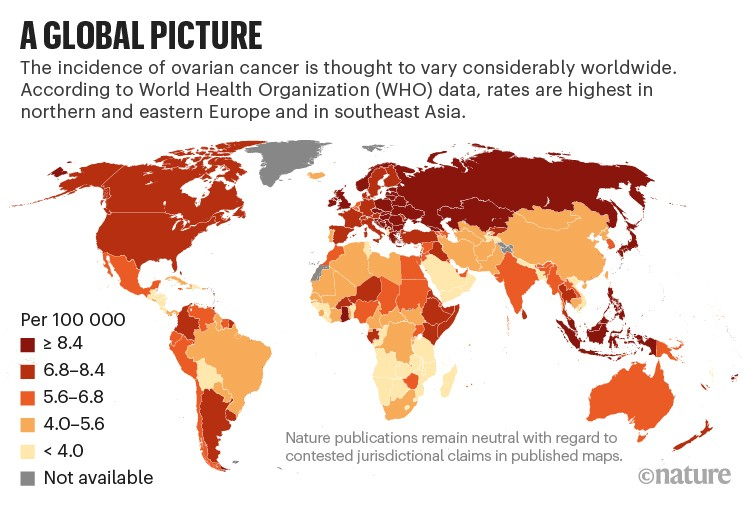 A GLOBAL PICTURE
The incidence of ovarian cancer is thought to vary considerably worldwide.
According to World Health Organization (WHO) data, rates are highest in
northern and eastern Europe and in southeast Asia.
Per 100 000
≥ 8.4
6.8–8.4
5.6–6.8
4.0–5.6
< 4.0
Not available
Nature publications remain neutral with regard to
contested jurisdictional claims in published maps.
©nature